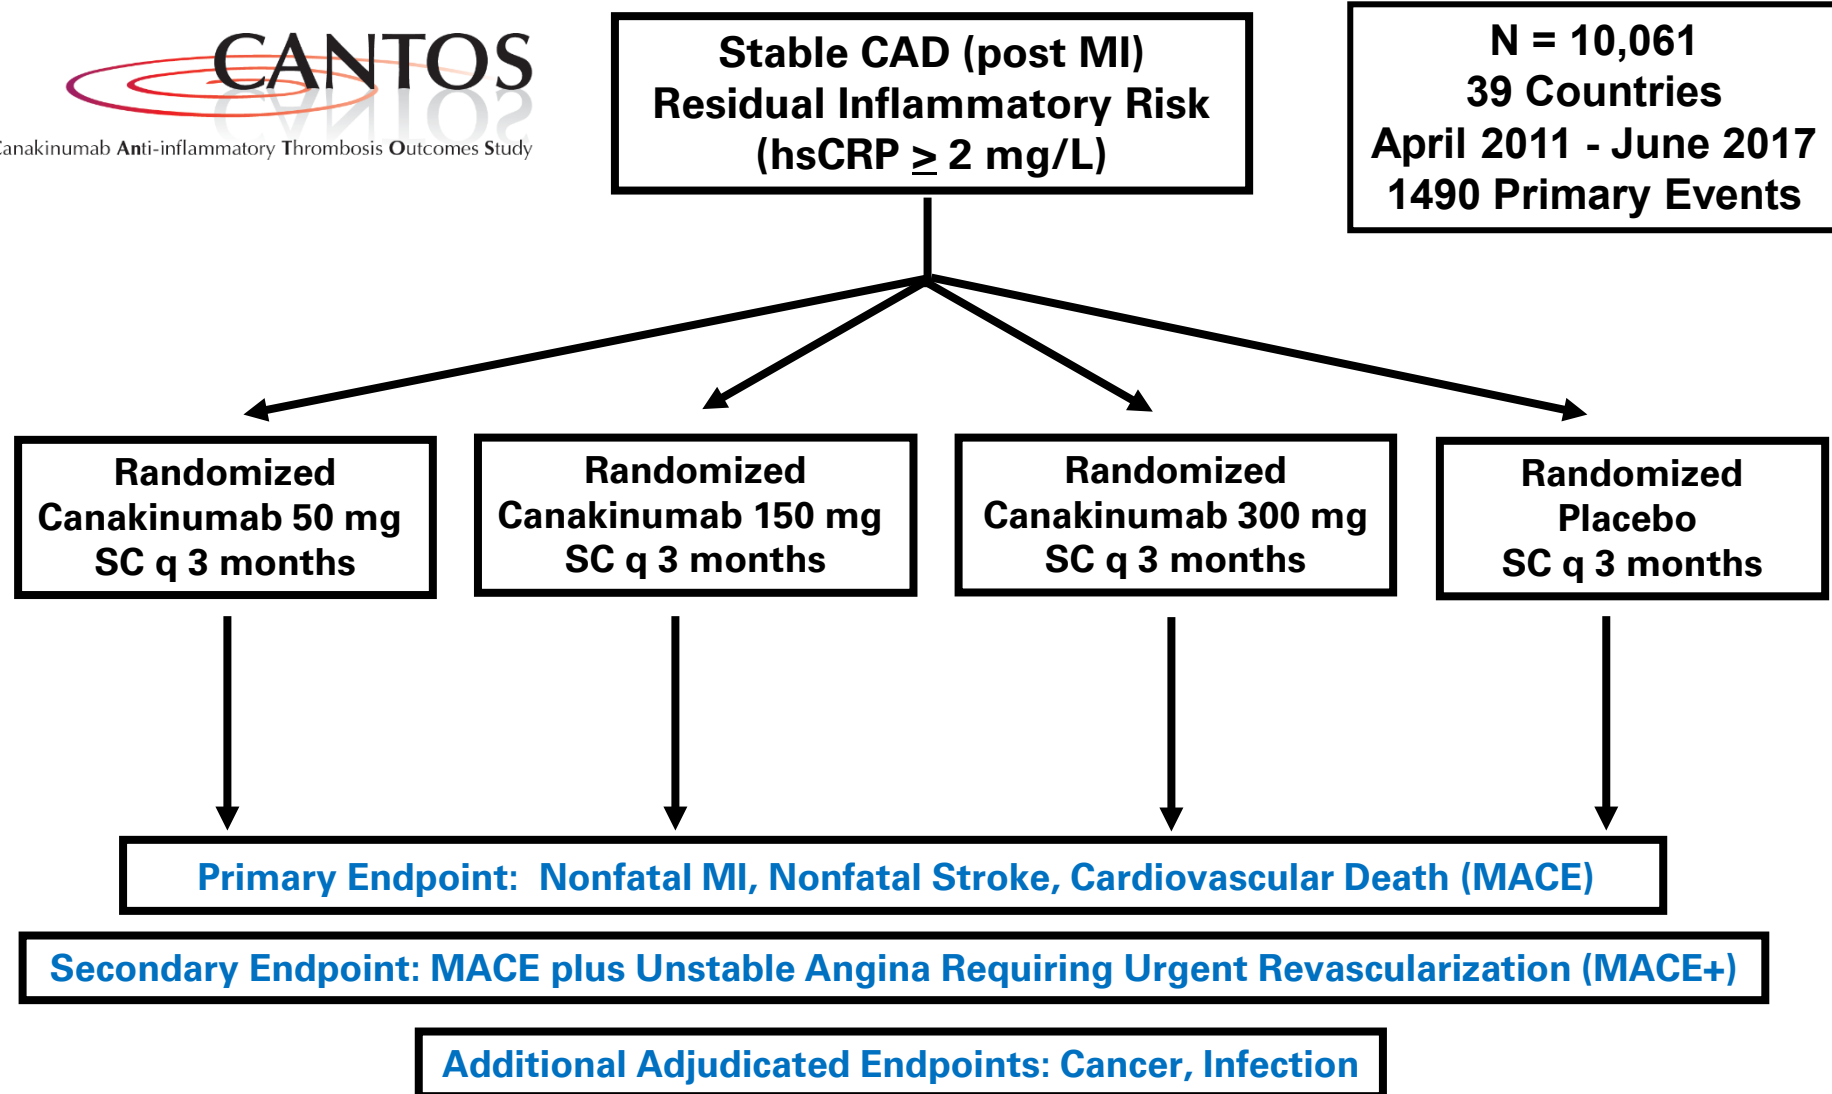 CANTOS
Canakinumab Anti-inflammatory Thrombosis Outcomes Study
Stable CAD (post MI)
Residual Inflammatory Risk
(hsCRP ≥ 2 mg/L)
N = 10,061
39 Countries
April 2011 - June 2017
1490 Primary Events
Randomized
Canakinumab 50 mg
SC q 3 months
Randomized
Canakinumab 150 mg
SC q 3 months
Randomized
Canakinumab 300 mg
SC q 3 months
Randomized
Placebo
SC q 3 months
Primary Endpoint: Nonfatal MI, Nonfatal Stroke, Cardiovascular Death (MACE)
Secondary Endpoint: MACE plus Unstable Angina Requiring Urgent Revascularization (MACE+)
Additional Adjudicated Endpoints: Cancer, Infection